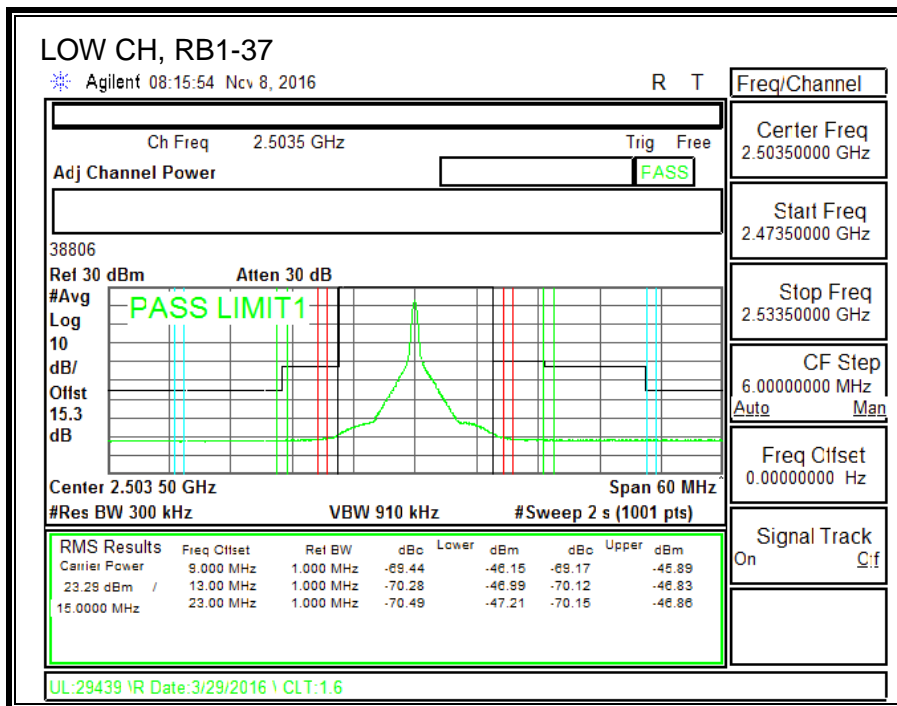 LOW CH, RB1-37
Agilent 08:15:54 Nov 8, 2016 R T
Freq/Channel
Ch Freq 2.5035 GHz Trig Free
Adj Channel Power PASS
Center Freq
2.50350000 GHz
Start Freq
2.47350000 GHz
Stop Freq
2.53350000 GHz
CF Step
6.00000000 MHz
Auto Man
Freq Offset
0.00000000 Hz
Signal Track
On Off
38806
Ref 30 dBm Atten 30 dB
#Avg
Log
10
dB/
Offst
15.3
dB
PASS LIMIT1
Center 2.503 50 GHz Span 60 MHz
#Res BW 300 kHz VBW 910 kHz #Sweep 2 s (1001 pts)
RMS Results Freq Offset Ref BW dBc Lower dBm dBc Upper dBm
Carrier Power 9.000 MHz 1.000 MHz -69.44 -46.15 -69.17 -45.89
23.29 dBm / 13.00 MHz 1.000 MHz -70.28 -46.99 -70.12 -46.83
15.0000 MHz 23.00 MHz 1.000 MHz -70.49 -47.21 -70.15 -46.86
UL:29439 \R Date:3/29/2016 \ CLT:1.6